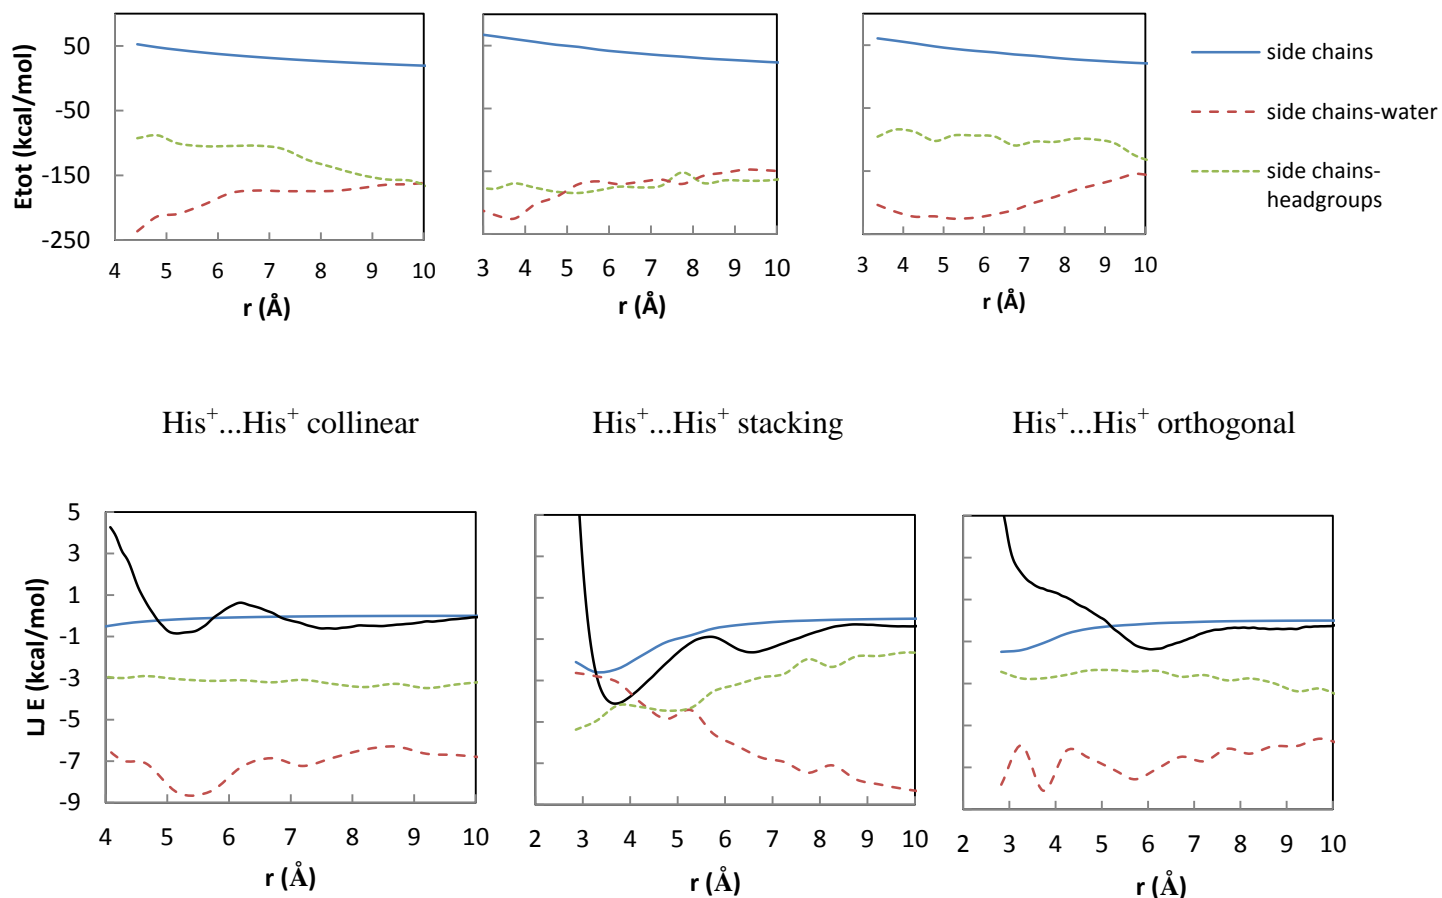 Etot (kcal/mol)
50
-50
-150
-250
4 5 6 7 8 9 10
r (Å)
3 4 5 6 7 8 9 10
r (Å)
3 4 5 6 7 8 9 10
r (Å)
side chains
side chains-water
side chains-
headgroups
His+...His+ collinear
His+...His+ stacking
His+...His+ orthogonal
LJ E (kcal/mol)
5
3
1
-1
-3
-5
-7
-9
4 5 6 7 8 9 10
r (Å)
2 3 4 5 6 7 8 9 10
r (Å)
2 3 4 5 6 7 8 9 10
r (Å)